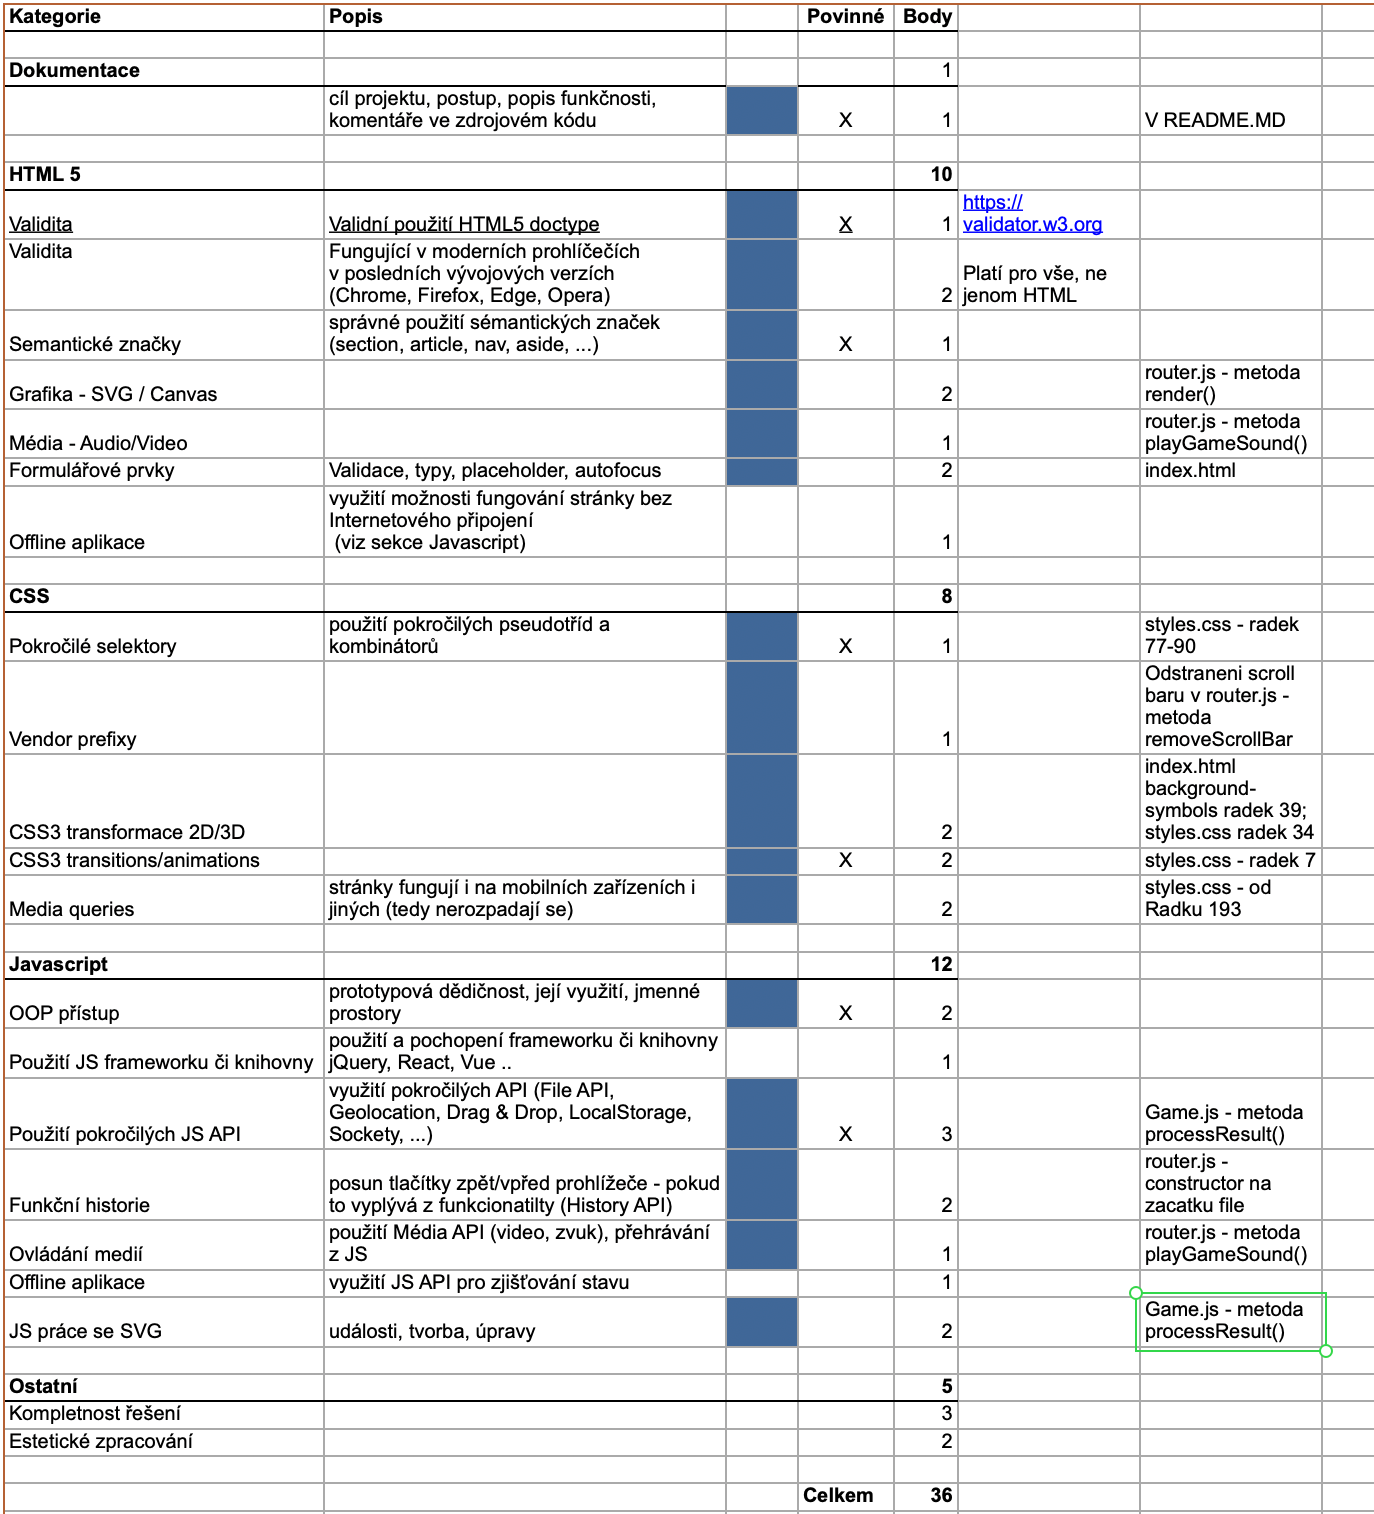 Kategorie Popis Povinné Body
Dokumentace 1
cíl projektu, postup, popis funkčnosti,
komentáře ve zdrojovém kódu X 1 V README.MD
HTML 5 10
https://
Validita Validní použití HTML5 doctype X 1 validator.w3.org
Validita Fungující v moderních prohlíčečích
v posledních vývojových verzích Platí pro vše, ne
(Chrome, Firefox, Edge, Opera) 2 jenom HTML
správné použití sémantických značek
Semantické značky (section, article, nav, aside, ...) X 1
router.js - metoda
Grafika - SVG / Canvas 2 render()
router.js - metoda
Média - Audio/Video 1 playGameSound()
Formulářové prvky Validace, typy, placeholder, autofocus 2 index.html
využití možnosti fungování stránky bez
Internetového připojení
Offline aplikace (viz sekce Javascript) 1
CSS 8
použití pokročilých pseudotříd a styles.css - radek
Pokročilé selektory kombinátorů X 1 77-90
Odstraneni scroll
baru v router.js -
metoda
Vendor prefixy 1 removeScrollBar
index.html
background-
symbols radek 39;
CSS3 transformace 2D/3D 2 styles.css radek 34
CSS3 transitions/animations X 2 styles.css - radek 7
stránky fungují i na mobilních zařízeních i styles.css - od
Media queries jiných (tedy nerozpadají se) 2 Radku 193
Javascript 12
prototypová dědičnost, její využití, jmenné
OOP přístup prostory X 2
použití a pochopení frameworku či knihovny
Použití JS frameworku či knihovny jQuery, React, Vue .. 1
využití pokročilých API (File API,
Geolocation, Drag & Drop, LocalStorage, Game.js - metoda
Použití pokročilých JS API Sockety, ...) X 3 processResult()
router.js -
posun tlačítky zpět/vpřed prohlížeče - pokud constructor na
Funkční historie to vyplývá z funkcionatilty (History API) 2 zacatku file
použití Média API (video, zvuk), přehrávání router.js - metoda
Ovládání medií z JS 1 playGameSound()
Offline aplikace využití JS API pro zjišťování stavu 1
Game.js - metoda
JS práce se SVG události, tvorba, úpravy 2 processResult()
Ostatní 5
Kompletnost řešení 3
Estetické zpracování 2
Celkem 36